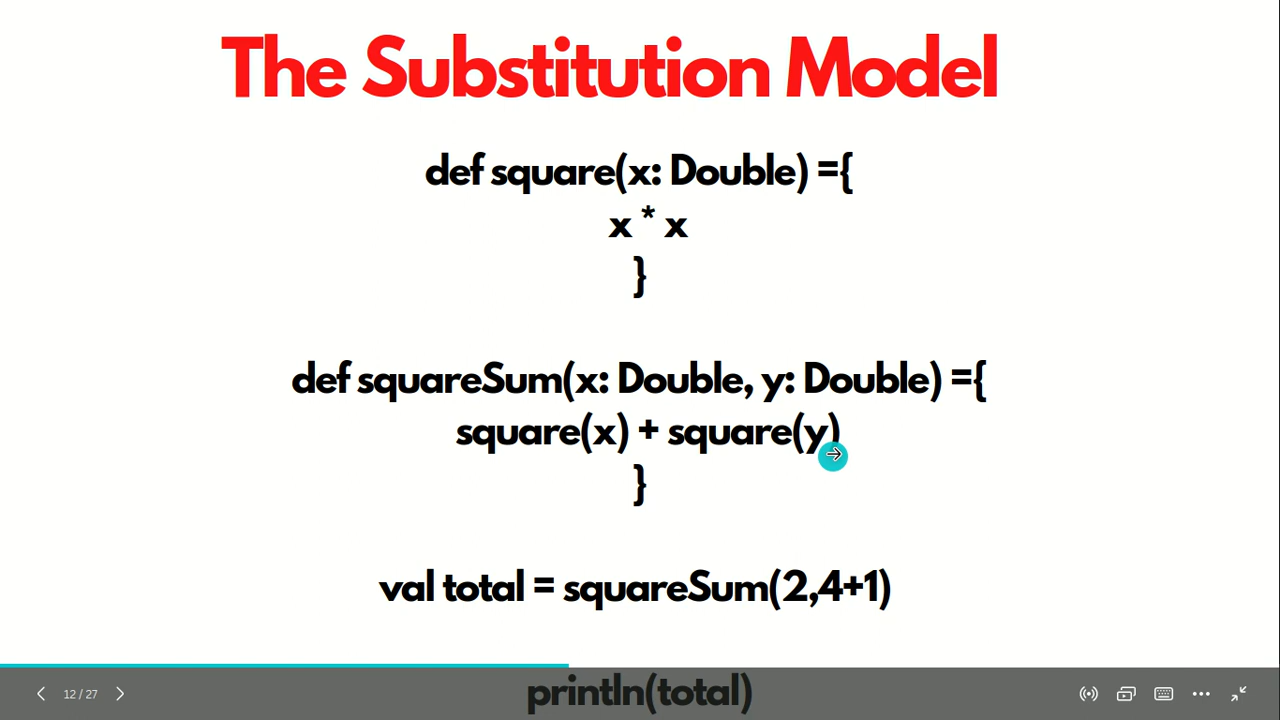 The Substitution Model
def square(x: Double) ={
x * x
}
def squareSum(x: Double, y: Double) ={
square(x) + square(y)
}
val total = squareSum(2,4+1)
println(total)
12 / 27